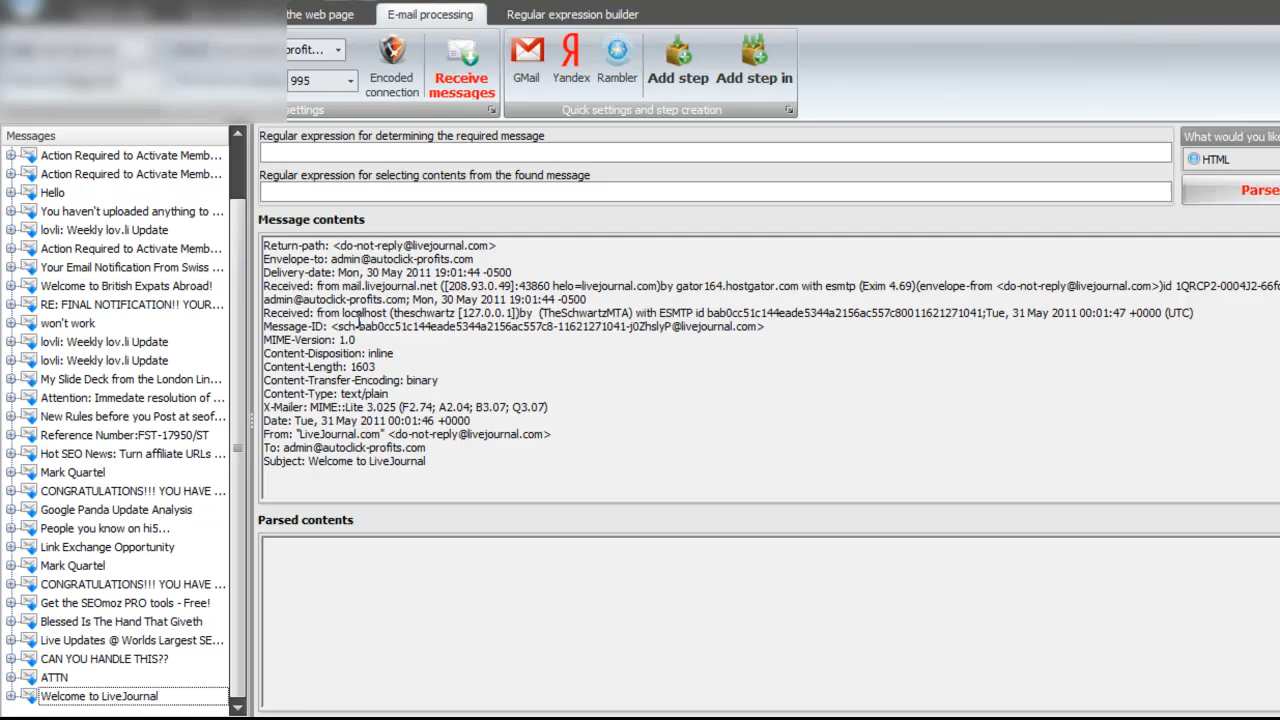 the web page
E-mail processing
Regular expression builder
rofit...
995
Encoded connection
Receive messages
ettings
GMail
Yandex
Rambler
Add step
Add step in
Quick settings and step creation
Messages
Action Required to Activate Memb...
Action Required to Activate Memb...
Hello
You haven't uploaded anything to ...
lovli: Weekly lov.li Update
Action Required to Activate Memb...
Your Email Notification From Swiss ...
Welcome to British Expats Abroad!
RE: FINAL NOTIFICATION!! YOUR...
won't work
lovli: Weekly lov.li Update
lovli: Weekly lov.li Update
My Slide Deck from the London Lin...
Attention: Immedate resolution of ...
New Rules before you Post at seof...
Reference Number:FST-17950/ST
Hot SEO News: Turn affiliate URLs ...
Mark Quartel
CONGRATULATIONS!!! YOU HAVE ...
Google Panda Update Analysis
People you know on hi5...
Link Exchange Opportunity
Mark Quartel
CONGRATULATIONS!!! YOU HAVE ...
Get the SEOmoz PRO tools - Free!
Blessed Is The Hand That Giveth
Live Updates @ Worlds Largest SE...
CAN YOU HANDLE THIS??
ATTN
Welcome to LiveJournal
Regular expression for determining the required message
Regular expression for selecting contents from the found message
What would you like
HTML
Parse
Message contents
Return-path: <do-not-reply@livejournal.com>
Envelope-to: admin@autoclick-profits.com
Delivery-date: Mon, 30 May 2011 19:01:44 -0500
Received: from mail.livejournal.net ([208.93.0.49]:43860 helo=livejournal.com)by gator164.hostgator.com with esmtp (Exim 4.69)(envelope-from <do-not-reply@livejournal.com>)id 1QRCP2-0004J2-66fo
admin@autoclick-profits.com; Mon, 30 May 2011 19:01:44 -0500
Received: from localhost (theschwartz [127.0.0.1])by (TheSchwartzMTA) with ESMTP id bab0cc51c144eade5344a2156ac557c80011621271041;Tue, 31 May 2011 00:01:47 +0000 (UTC)
Message-ID: <sch-bab0cc51c144eade5344a2156ac557c8-11621271041-j0ZhslyP@livejournal.com>
MIME-Version: 1.0
Content-Disposition: inline
Content-Length: 1603
Content-Transfer-Encoding: binary
Content-Type: text/plain
X-Mailer: MIME::Lite 3.025 (F2.74; A2.04; B3.07; Q3.07)
Date: Tue, 31 May 2011 00:01:46 +0000
From: "LiveJournal.com" <do-not-reply@livejournal.com>
To: admin@autoclick-profits.com
Subject: Welcome to LiveJournal
Parsed contents